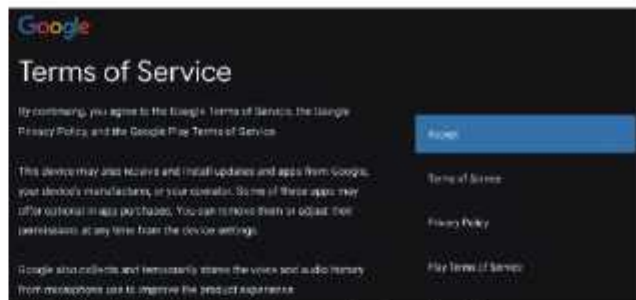 Google
Terms of Service
By continuing, you agree to the Google Terms of Service, the Google
Privacy Policy, and the Google Play Terms of Service.
This device may also receive and install updates and apps from Google,
your device's manufacturer, or your operator. Some of these apps may
offer optional in-app purchases. You can remove them or adjust their
permissions at any time from the device settings.
Google also collects and temporarily stores the voice and audio history
from microphone use to improve the product experience.
Accept
Terms of Service
Privacy Policy
Play Terms of Service